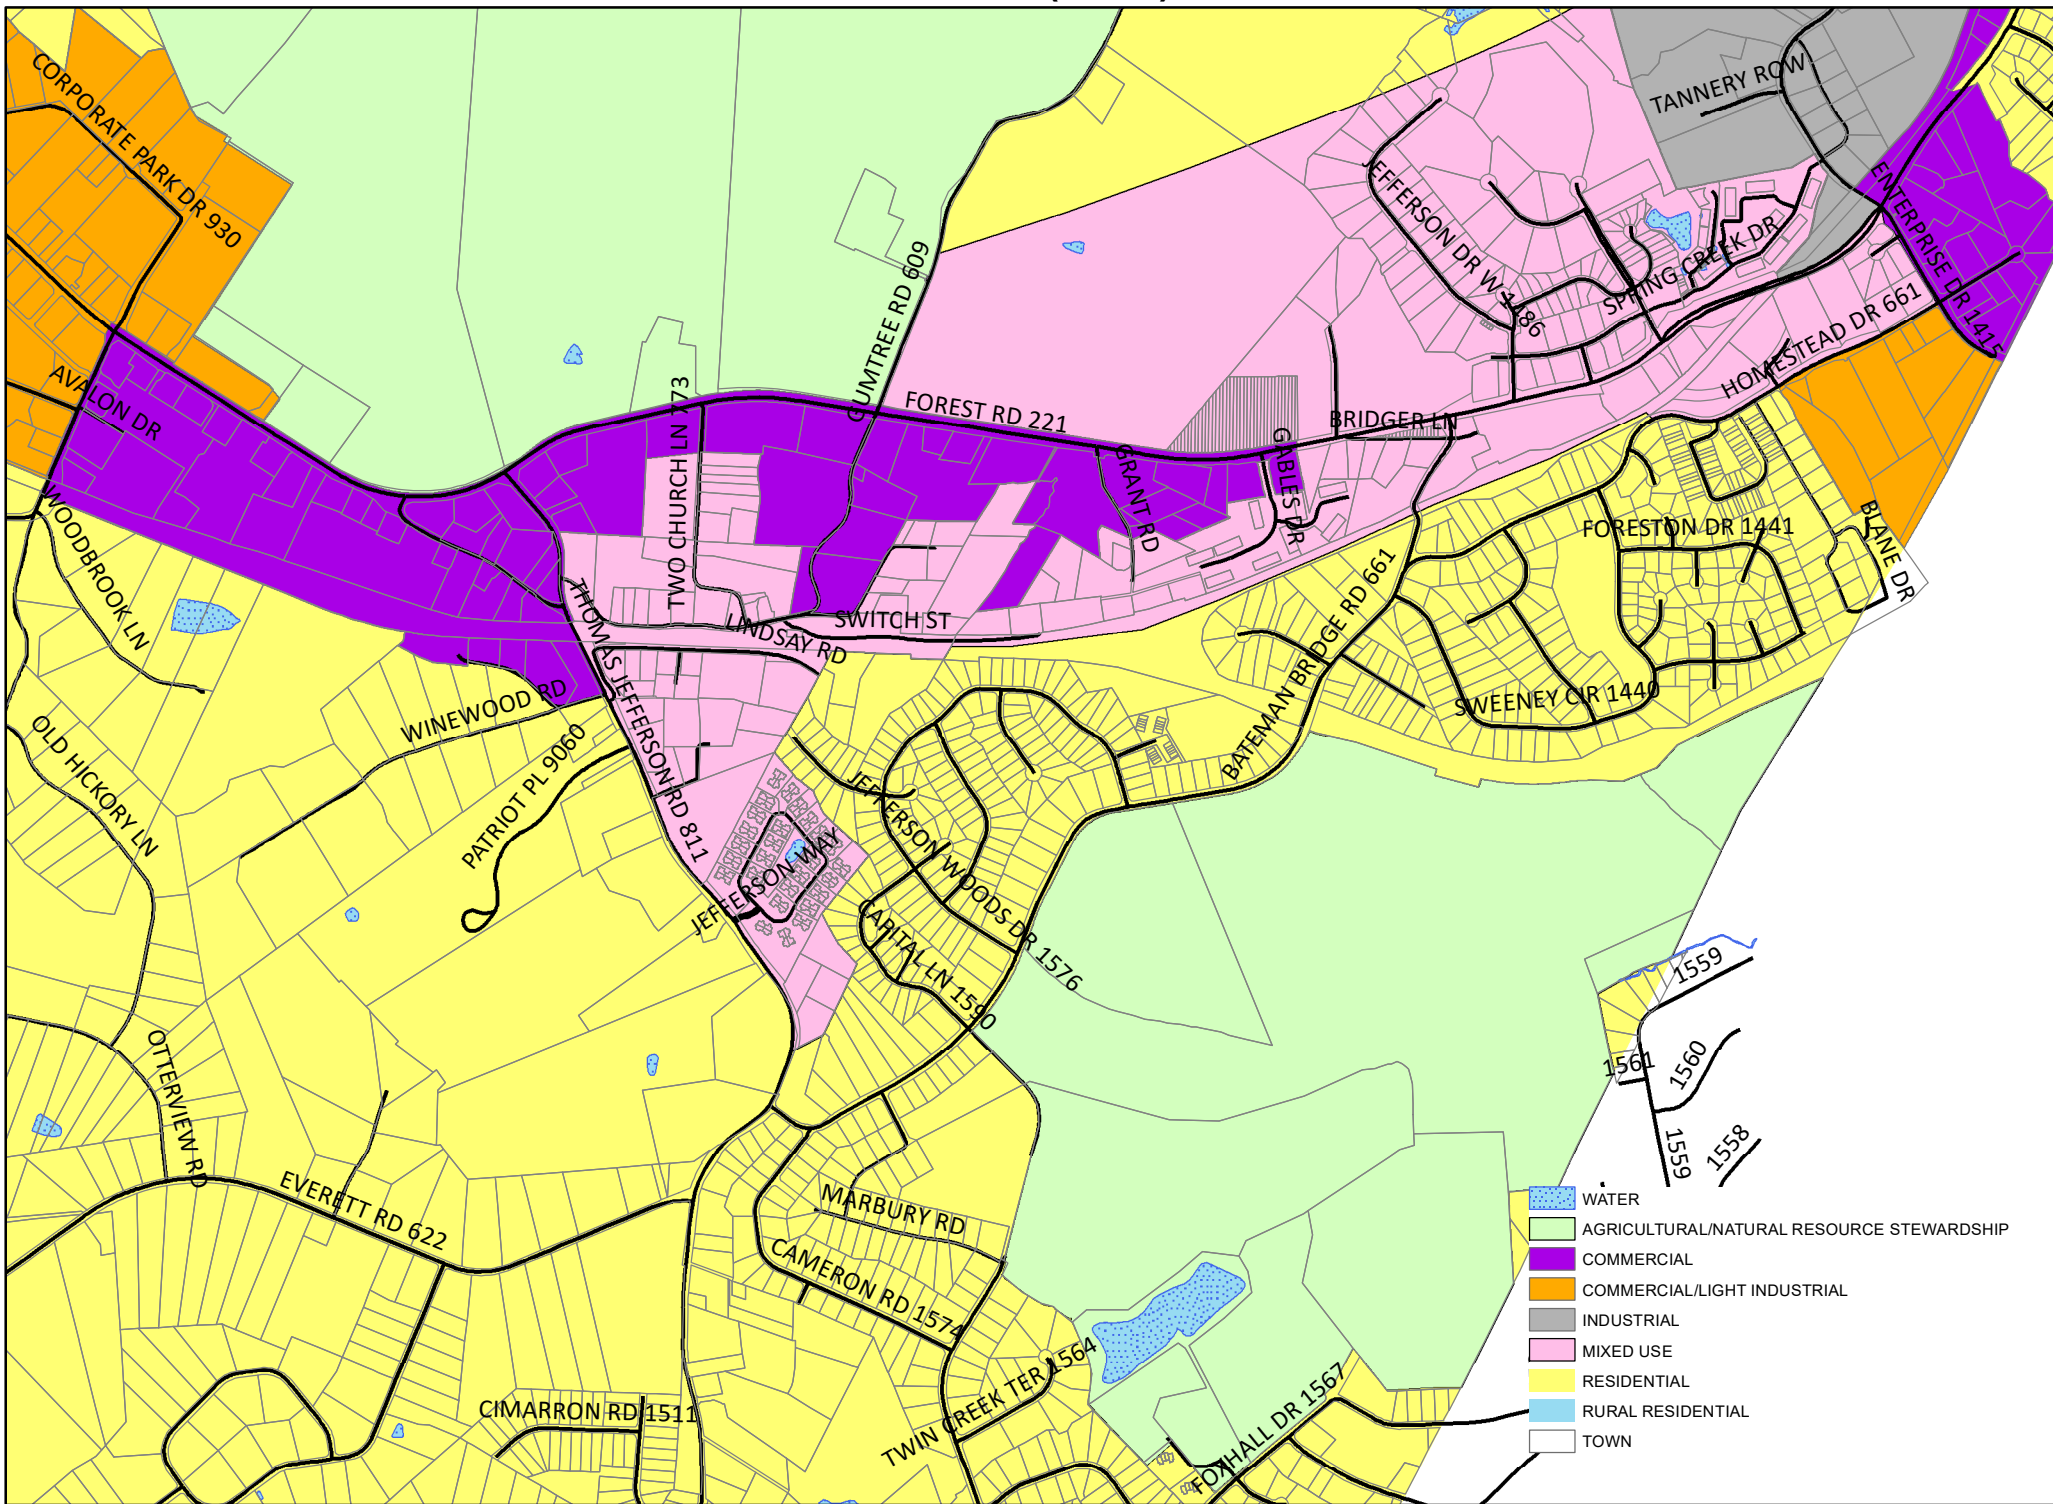 CORPORATE PARK DR 930
TANNERY ROW
JEFFERSON DR W 1486
ENTERPRISE DR 1415
SPRING CREEK DR
GUMTREE RD 609
HOMESTEAD DR 661
AVALON DR
TWO CHURCH LN 773
FOREST RD 221
BRIDGER LN
GRANT RD
GABLES DR
WOODBROOK LN
FORESTON DR 1441
BLANE DR
THOMAS JEFFERSON RD 811
LINDSAY RD
SWITCH ST
BATEMAN BRIDGE RD 661
WINEWOOD RD
SWEENEY CIR 1440
OLD HICKORY LN
PATRIOT PL 9060
JEFFERSON WAY
JEFFERSON WOODS DR 1576
CAPITAL LN 1590
1559
1561
1560
1559
1558
OTTERVIEW RD
EVERETT RD 622
MARBURY RD
CAMERON RD 1574
TWIN CREEK TER 1564
CIMARRON RD 1511
FOXHALL DR 1567
WATER
AGRICULTURAL/NATURAL RESOURCE STEWARDSHIP
COMMERCIAL
COMMERCIAL/LIGHT INDUSTRIAL
INDUSTRIAL
MIXED USE
RESIDENTIAL
RURAL RESIDENTIAL
TOWN